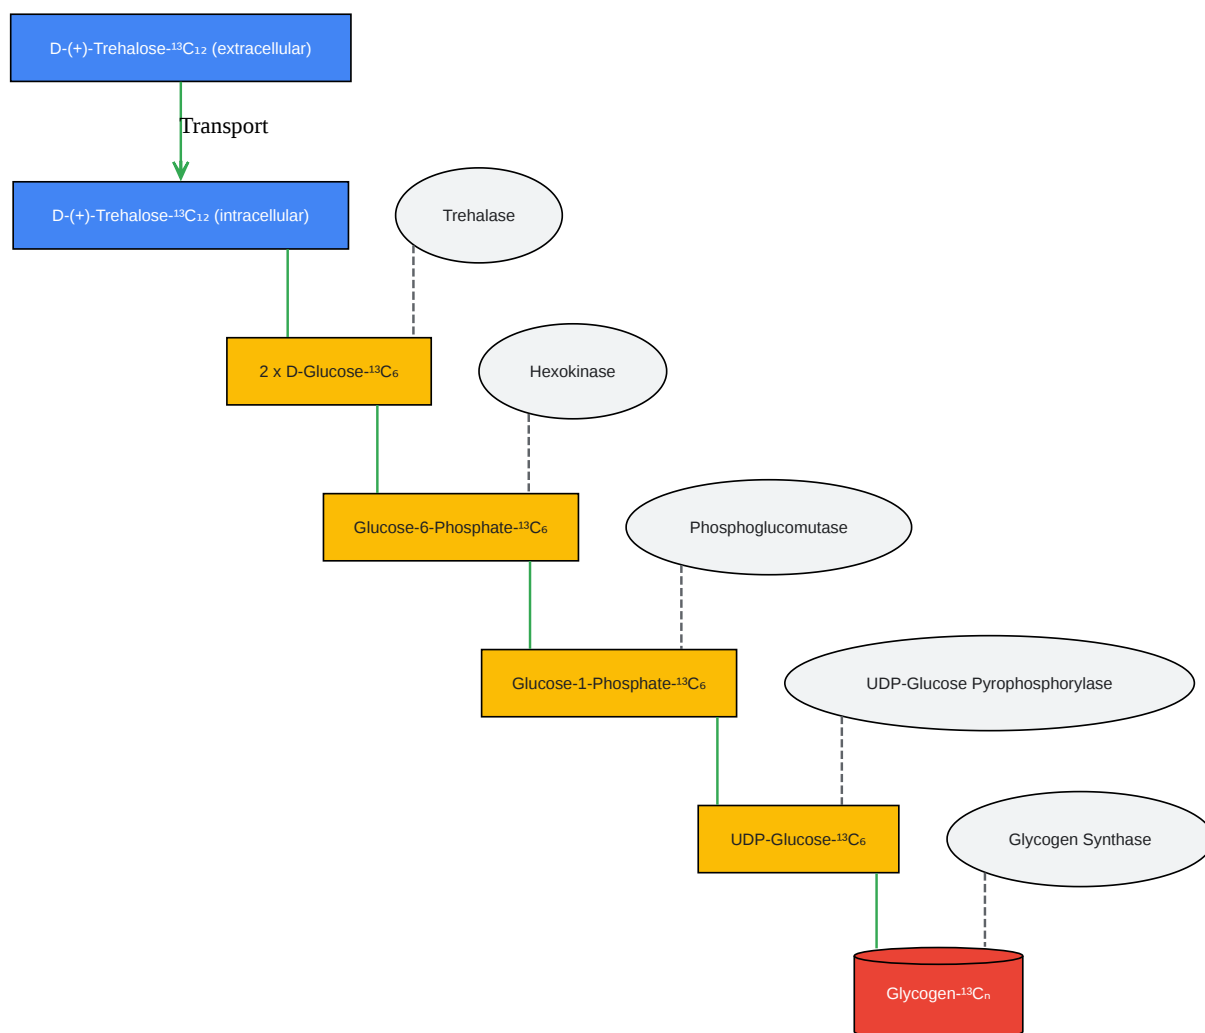 D-(+)-Trehalose-¹³C₁₂ (extracellular)
Transport
D-(+)-Trehalose-¹³C₁₂ (intracellular)
Trehalase
2 x D-Glucose-¹³C₆
Hexokinase
Glucose-6-Phosphate-¹³C₆
Phosphoglucomutase
Glucose-1-Phosphate-¹³C₆
UDP-Glucose Pyrophosphorylase
UDP-Glucose-¹³C₆
Glycogen Synthase
Glycogen-¹³Cₙ